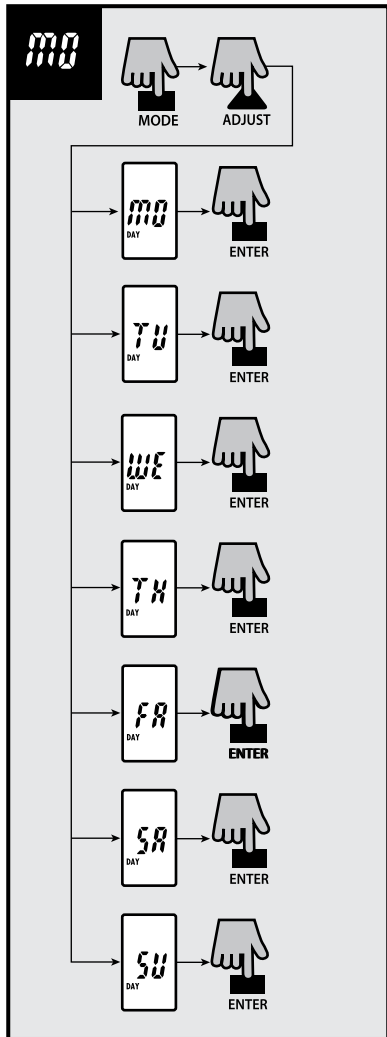 MO
MODE ADJUST
MO
DAY
ENTER
TU
DAY
ENTER
WE
DAY
ENTER
TH
DAY
ENTER
FR
DAY
ENTER
SA
DAY
ENTER
SU
DAY
ENTER